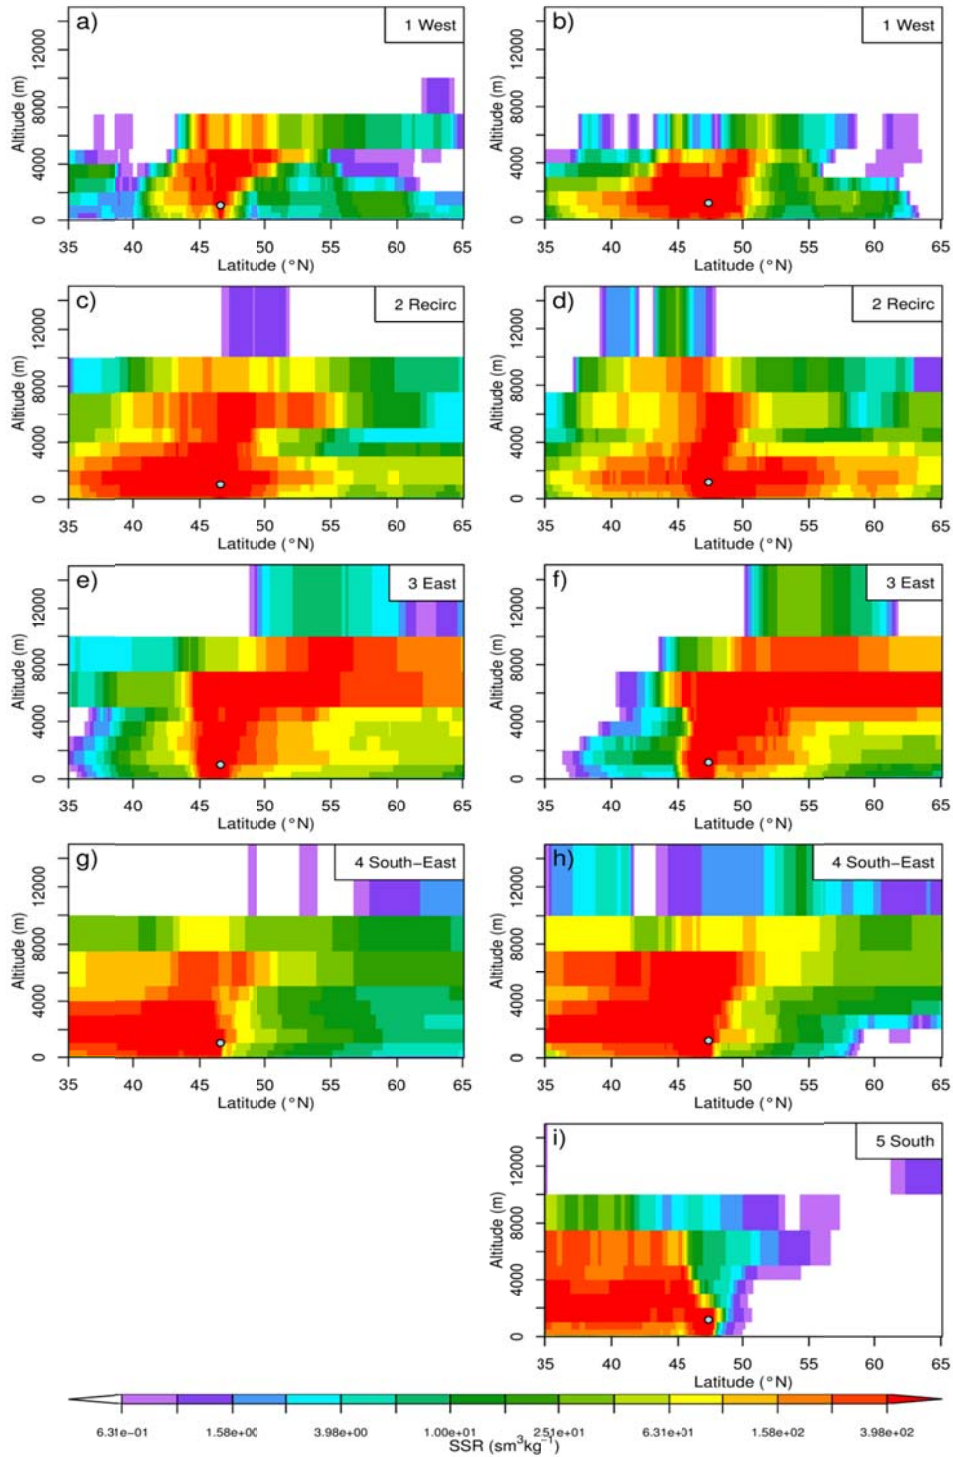 a)
1 West
Altitude (m)
0 4000 8000 12000
35 40 45 50 55 60 65
Latitude (°N)
b)
1 West
Altitude (m)
0 4000 8000 12000
35 40 45 50 55 60 65
Latitude (°N)
c)
2 Recirc
Altitude (m)
0 4000 8000 12000
35 40 45 50 55 60 65
Latitude (°N)
d)
2 Recirc
Altitude (m)
0 4000 8000 12000
35 40 45 50 55 60 65
Latitude (°N)
e)
3 East
Altitude (m)
0 4000 8000 12000
35 40 45 50 55 60 65
Latitude (°N)
f)
3 East
Altitude (m)
0 4000 8000 12000
35 40 45 50 55 60 65
Latitude (°N)
g)
4 South-East
Altitude (m)
0 4000 8000 12000
35 40 45 50 55 60 65
Latitude (°N)
h)
4 South-East
Altitude (m)
0 4000 8000 12000
35 40 45 50 55 60 65
Latitude (°N)
i)
5 South
Altitude (m)
0 4000 8000 12000
35 40 45 50 55 60 65
Latitude (°N)
6.31e-01 1.58e+00 3.98e+00 1.00e+01 2.51e+01 6.31e+01 1.58e+02 3.98e+02
SSR (sm³kg⁻¹)